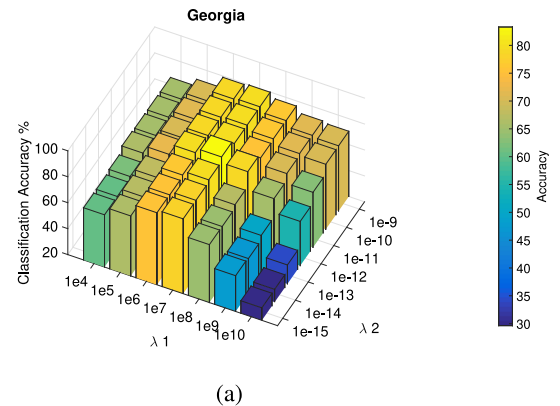 Georgia
Classification Accuracy %
100
80
60
40
20
1e4
1e5
1e6
1e7
1e8
1e9
1e10
λ 1
1e-9
1e-10
1e-11
1e-12
1e-13
1e-14
1e-15
λ 2
80
75
70
65
60
55
50
45
40
35
30
Accuracy
(a)